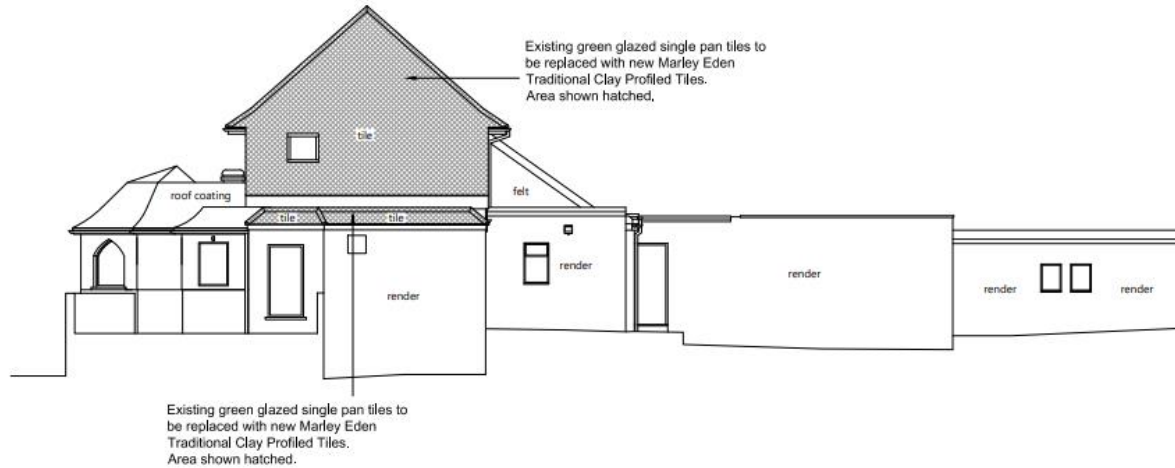 Existing green glazed single pan tiles to
be replaced with new Marley Eden
Traditional Clay Profiled Tiles.
Area shown hatched.
tile
roof coating
felt
tile
tile
render
render
render
render
render
Existing green glazed single pan tiles to
be replaced with new Marley Eden
Traditional Clay Profiled Tiles.
Area shown hatched.